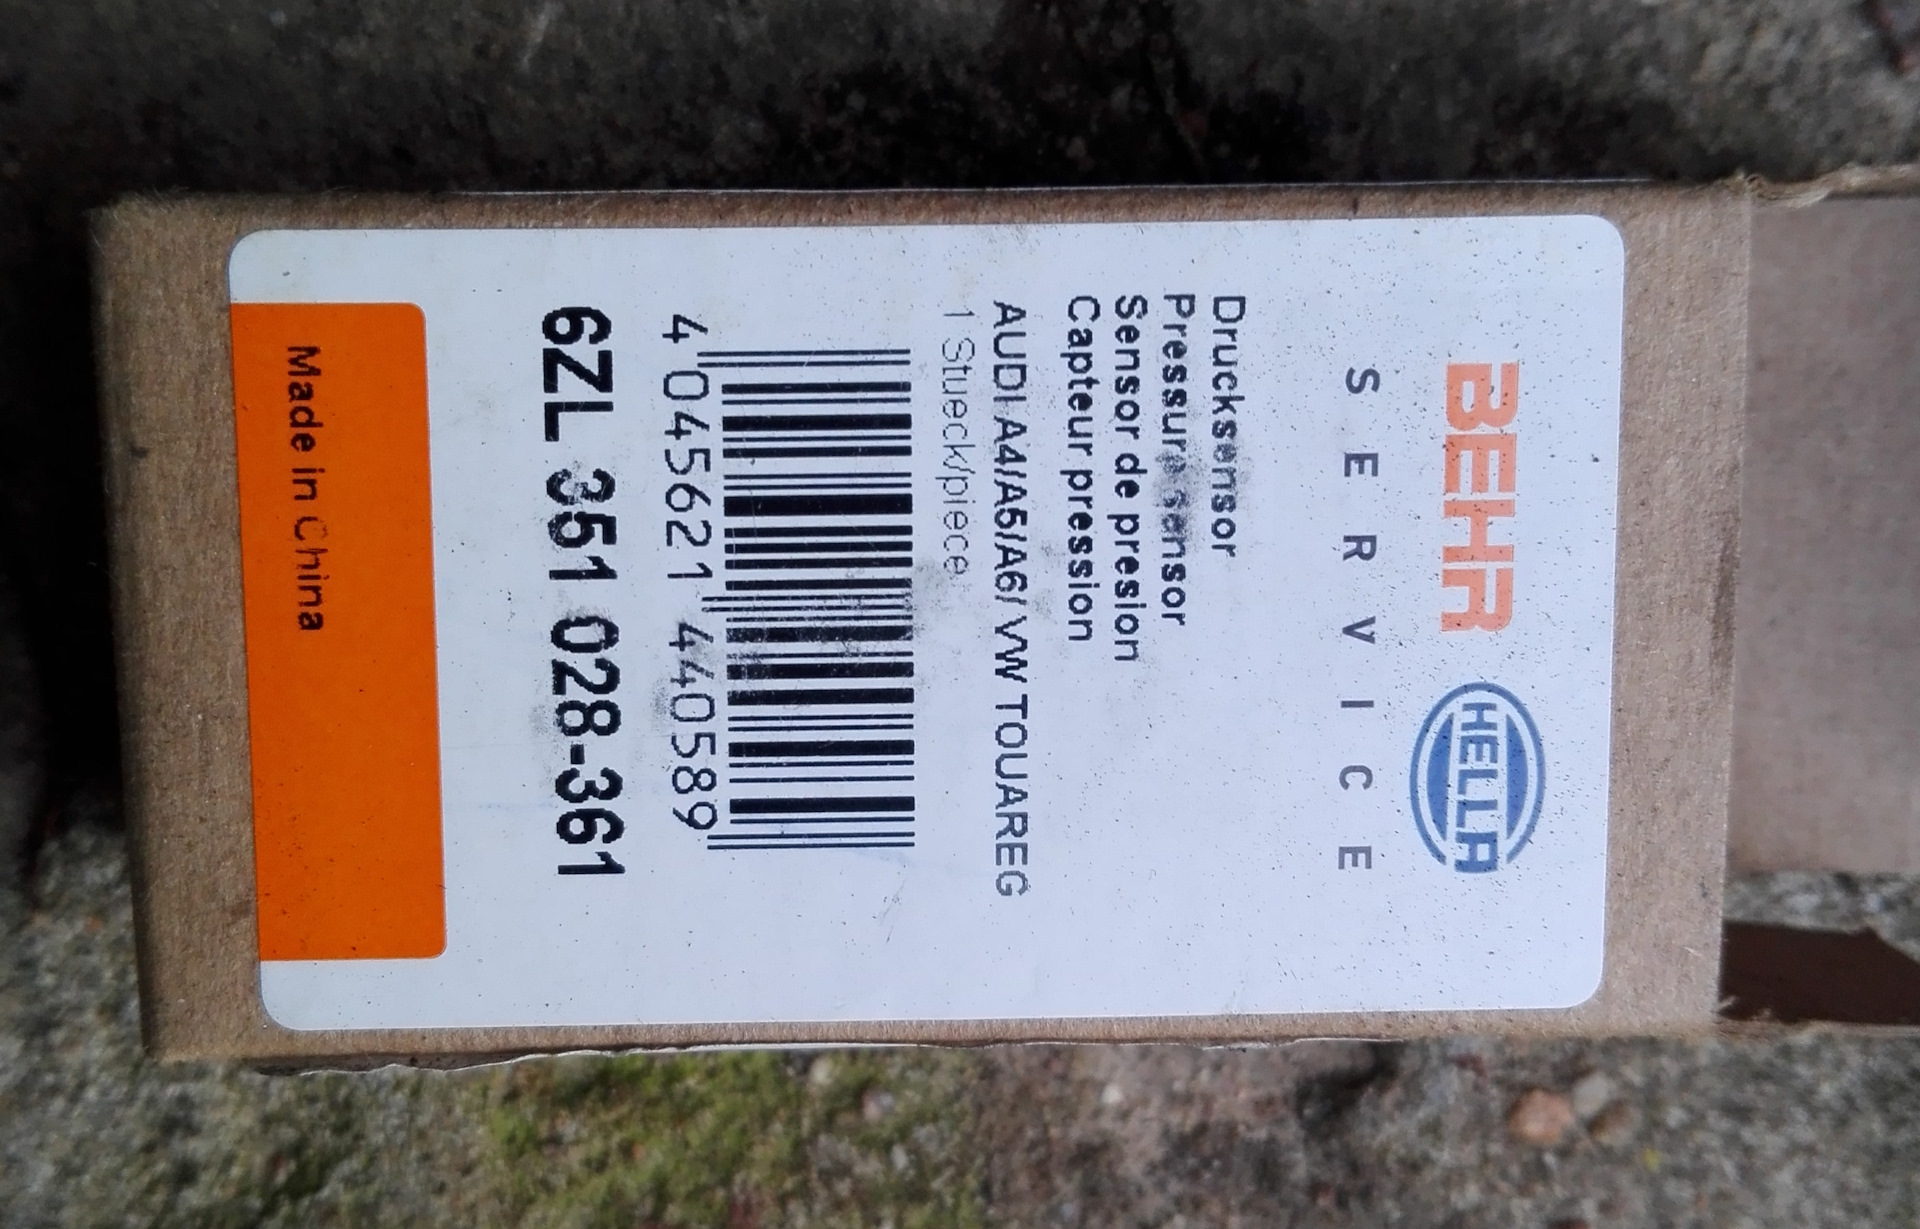 BEHR HELLA
SERVICE
Drucksensor
Pressure sensor
Sensor de presion
Capteur pression
AUDI A4/A5/A6/ VW TOUAREG
1 Stueck/piece
4 045621 440589
6ZL 351 028-361
Made in China